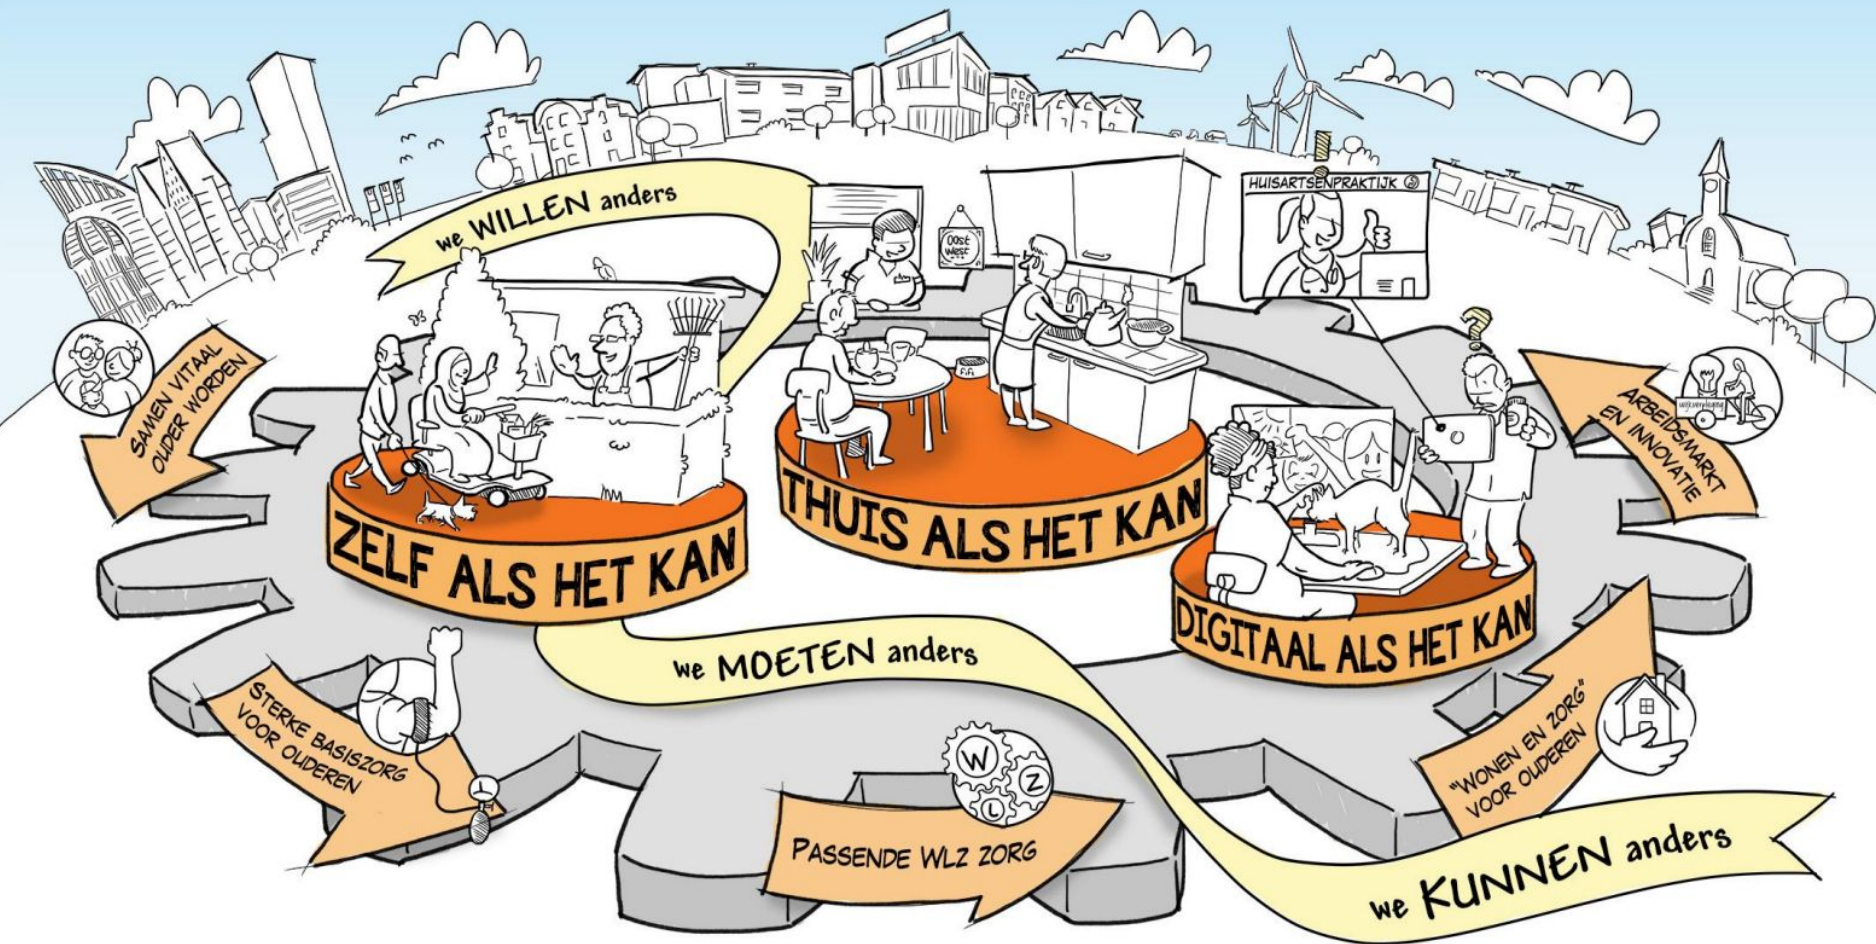 we WILLEN anders
HUISARTSENPRAKTIJK
Oost
West
fifi
SAMEN VITAAL
OUDER WORDEN
ARBEIDSMARKT
EN INNOVATIE
wijkverpleging
ZELF ALS HET KAN
THUIS ALS HET KAN
DIGITAAL ALS HET KAN
we MOETEN anders
STERKE BASISZORG
VOOR OUDEREN
W
Z
L
PASSENDE WLZ ZORG
"WONEN EN ZORG"
VOOR OUDEREN
we KUNNEN anders
!
?